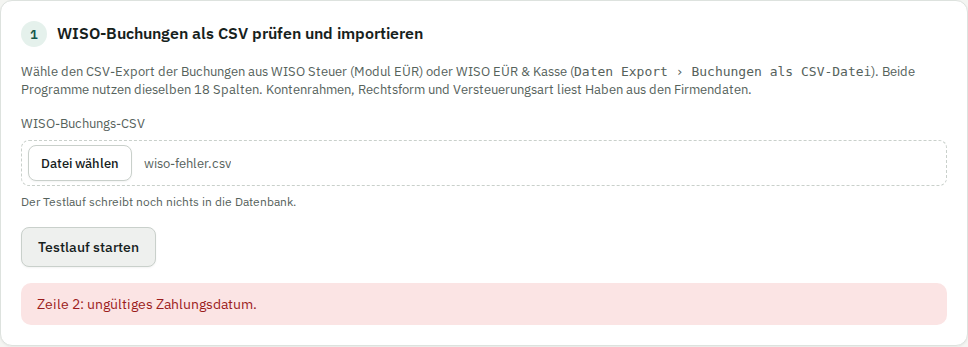 1 WISO-Buchungen als CSV prüfen und importieren
Wähle den CSV-Export der Buchungen aus WISO Steuer (Modul EÜR) oder WISO EÜR & Kasse (Daten Export › Buchungen als CSV-Datei). Beide
Programme nutzen dieselben 18 Spalten. Kontenrahmen, Rechtsform und Versteuerungsart liest Haben aus den Firmendaten.
WISO-Buchungs-CSV
Datei wählen wiso-fehler.csv
Der Testlauf schreibt noch nichts in die Datenbank.
Testlauf starten
Zeile 2: ungültiges Zahlungsdatum.